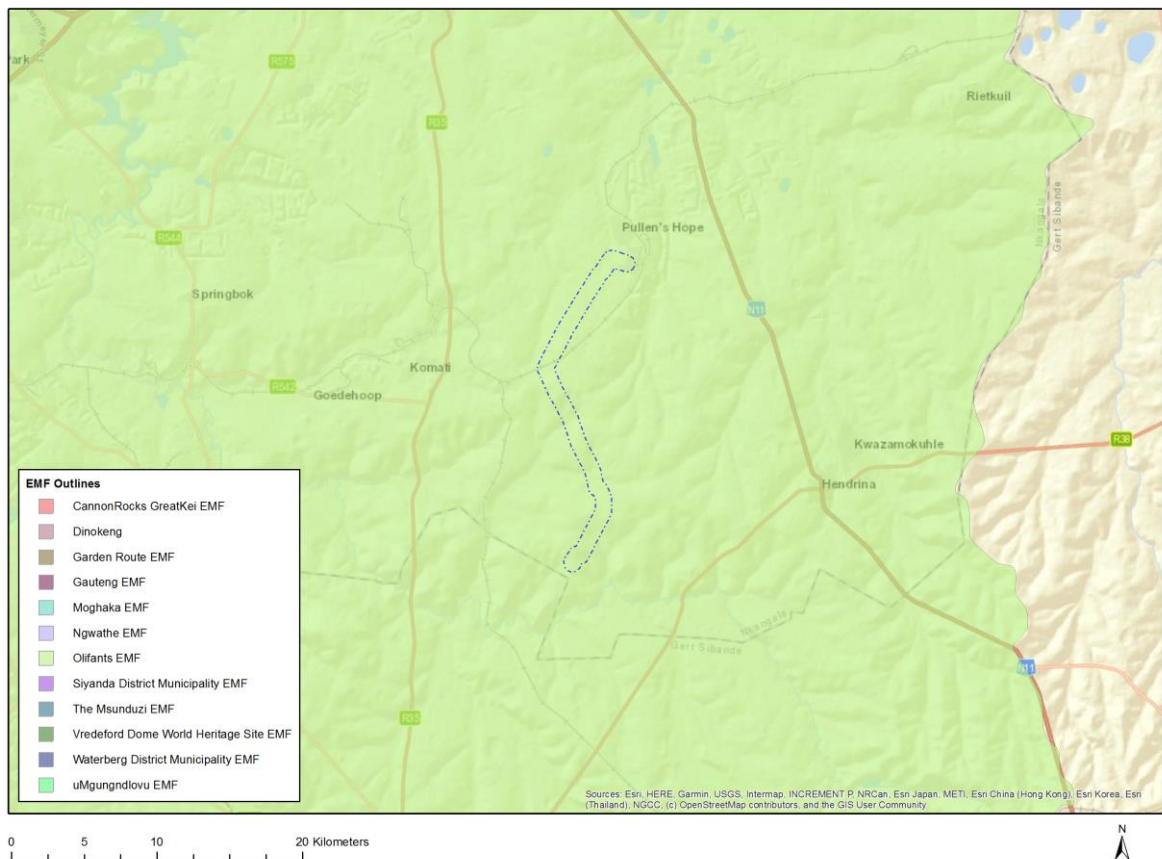 ark
R575
R35
Rietkuil
Nkangala
Gert Sibande
Pullen's Hope
R544
Springbok
N11
Komati
R542
Goedehoop
R38
Kwazamokuhle
Hendrina
EMF Outlines
CannonRocks GreatKei EMF
Dinokeng
Garden Route EMF
Gauteng EMF
Moghaka EMF
Ngwathe EMF
Olifants EMF
Siyanda District Municipality EMF
The Msunduzi EMF
Vredeford Dome World Heritage Site EMF
Waterberg District Municipality EMF
uMgungndlovu EMF
Nkangala
Gert Sibande
N11
R35
Sources: Esri, HERE, Garmin, USGS, Intermap, INCREMENT P, NRCan, Esri Japan, METI, Esri China (Hong Kong), Esri Korea, Esri
(Thailand), NGCC, (c) OpenStreetMap contributors, and the GIS User Community
0 5 10 20 Kilometers
N